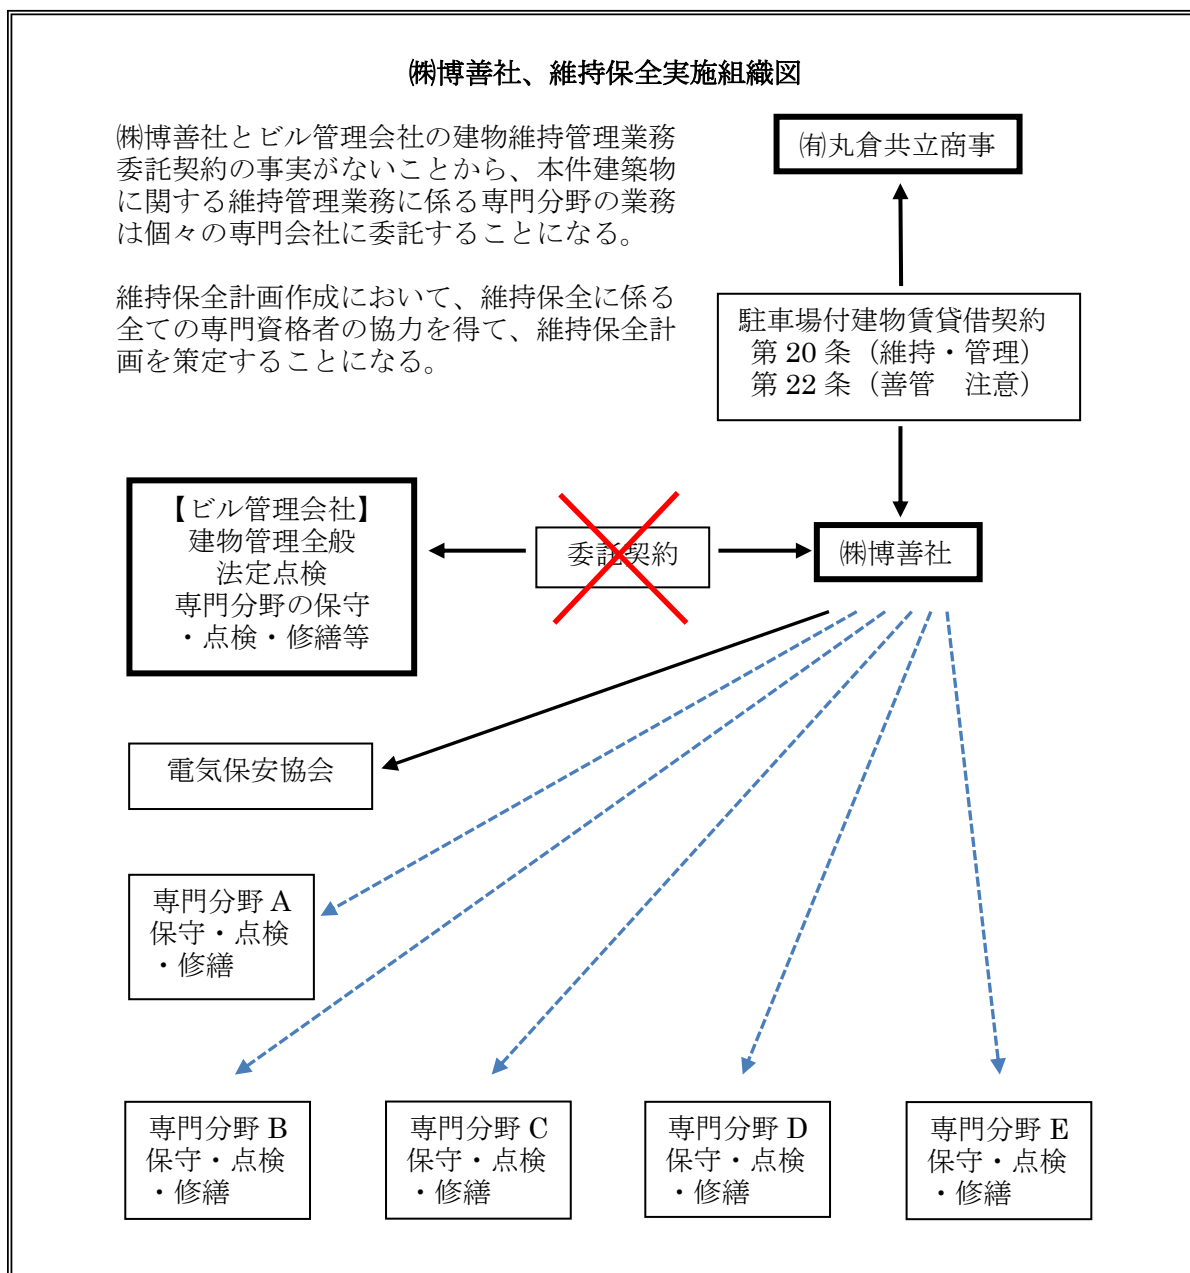 ㈱博善社、維持保全実施組織図
㈱博善社とビル管理会社の建物維持管理業務
委託契約の事実がないことから、本件建築物
に関する維持管理業務に係る専門分野の業務
は個々の専門会社に委託することになる。
維持保全計画作成において、維持保全に係る
全ての専門資格者の協力を得て、維持保全計
画を策定することになる。
㈲丸倉共立商事
駐車場付建物賃貸借契約
第 20 条（維持・管理）
第 22 条（善管　注意）
【ビル管理会社】
建物管理全般
法定点検
専門分野の保守
・点検・修繕等
委託契約
㈱博善社
電気保安協会
専門分野 A
保守・点検
・修繕
専門分野 B
保守・点検
・修繕
専門分野 C
保守・点検
・修繕
専門分野 D
保守・点検
・修繕
専門分野 E
保守・点検
・修繕